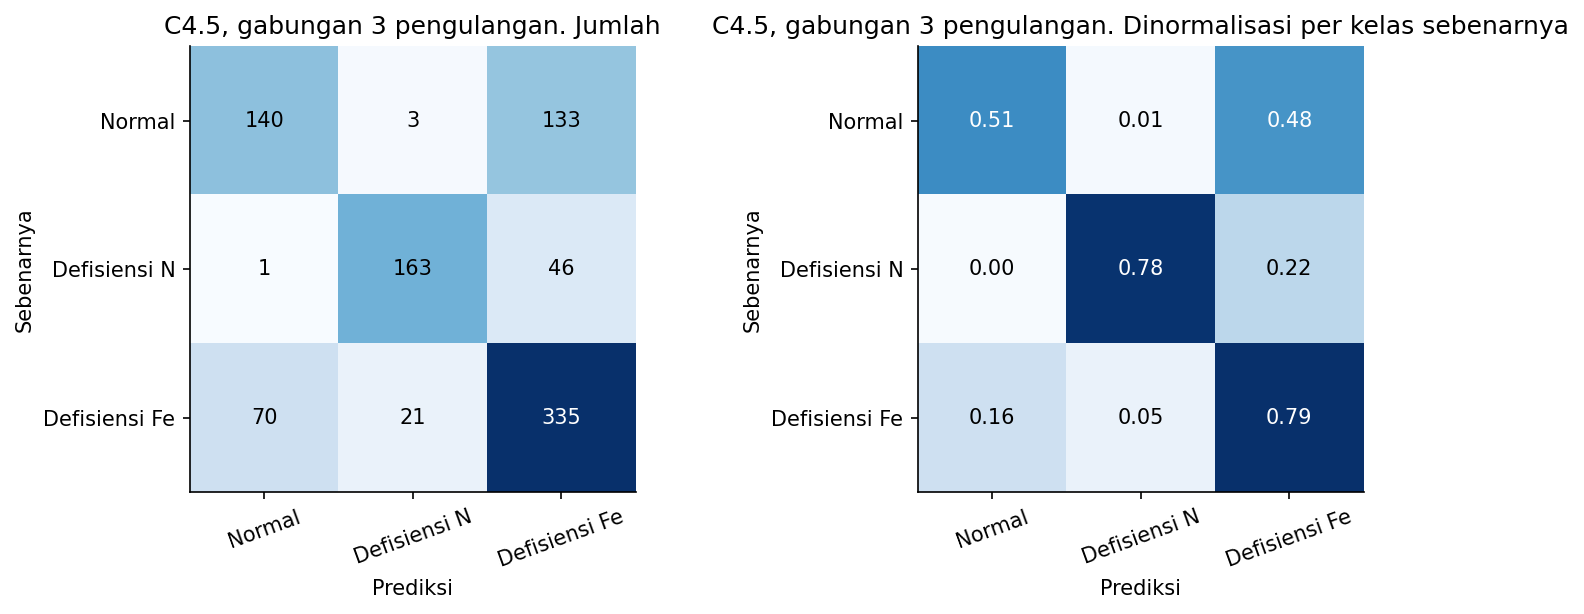 C4.5, gabungan 3 pengulangan. Jumlah
Sebenarnya
Normal
140
3
133
Defisiensi N
1
163
46
Defisiensi Fe
70
21
335
Normal
Defisiensi N
Defisiensi Fe
Prediksi
C4.5, gabungan 3 pengulangan. Dinormalisasi per kelas sebenarnya
Sebenarnya
Normal
0.51
0.01
0.48
Defisiensi N
0.00
0.78
0.22
Defisiensi Fe
0.16
0.05
0.79
Normal
Defisiensi N
Defisiensi Fe
Prediksi